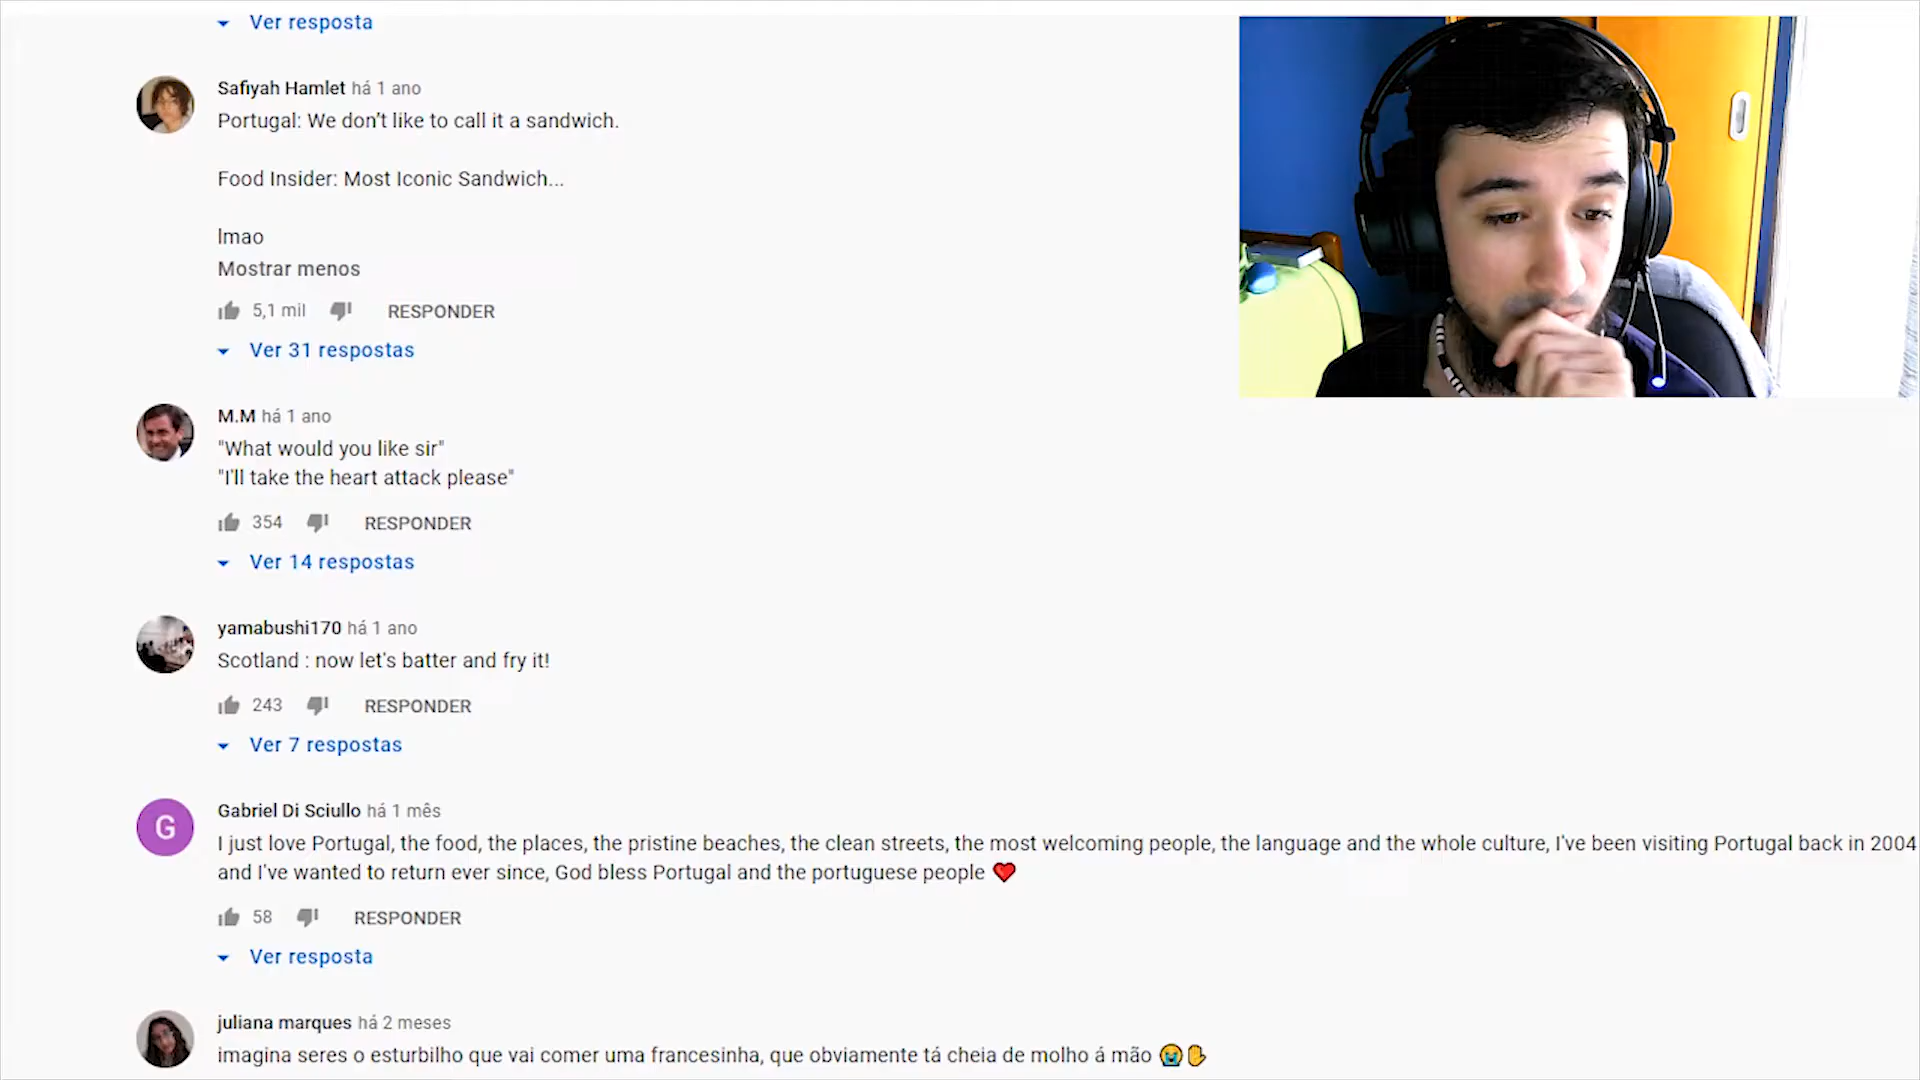 Ver resposta
Safiyah Hamlet há 1 ano
Portugal: We don't like to call it a sandwich.
Food Insider: Most Iconic Sandwich...
lmao
Mostrar menos
5,1 mil RESPONDER
Ver 31 respostas
M.M há 1 ano
"What would you like sir"
"I'll take the heart attack please"
354 RESPONDER
Ver 14 respostas
yamabushi170 há 1 ano
Scotland : now let's batter and fry it!
243 RESPONDER
Ver 7 respostas
G
Gabriel Di Sciullo há 1 mês
I just love Portugal, the food, the places, the pristine beaches, the clean streets, the most welcoming people, the language and the whole culture, I've been visiting Portugal back in 2004
and I've wanted to return ever since, God bless Portugal and the portuguese people ❤️
58 RESPONDER
Ver resposta
juliana marques há 2 meses
imagina seres o esturbilho que vai comer uma francesinha, que obviamente tá cheia de molho á mão 😭✋